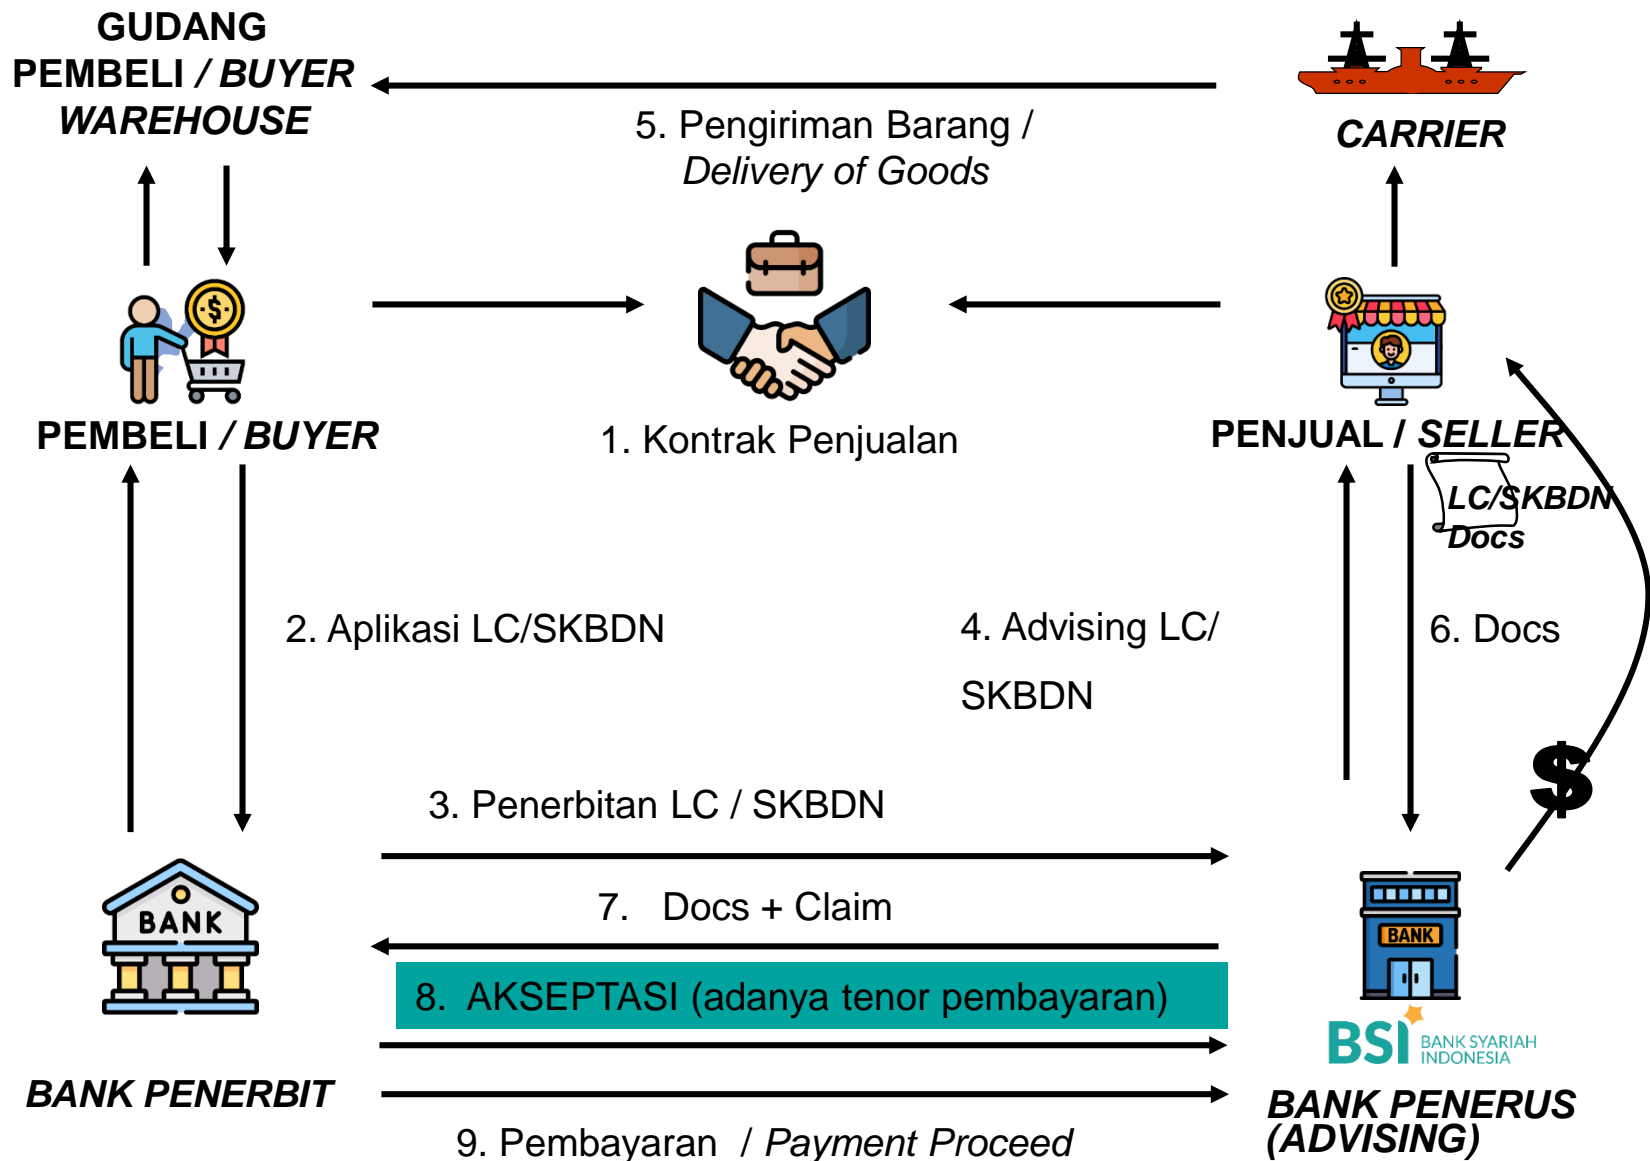 GUDANG
PEMBELI / BUYER
WAREHOUSE
5. Pengiriman Barang /
Delivery of Goods
CARRIER
PEMBELI / BUYER
1. Kontrak Penjualan
PENJUAL / SELLER
LC/SKBDN
Docs
2. Aplikasi LC/SKBDN
4. Advising LC/
SKBDN
6. Docs
$
3. Penerbitan LC / SKBDN
7. Docs + Claim
BANK
BANK
8. AKSEPTASI (adanya tenor pembayaran)
BSI BANK SYARIAH
INDONESIA
BANK PENERBIT
BANK PENERUS
(ADVISING)
9. Pembayaran / Payment Proceed